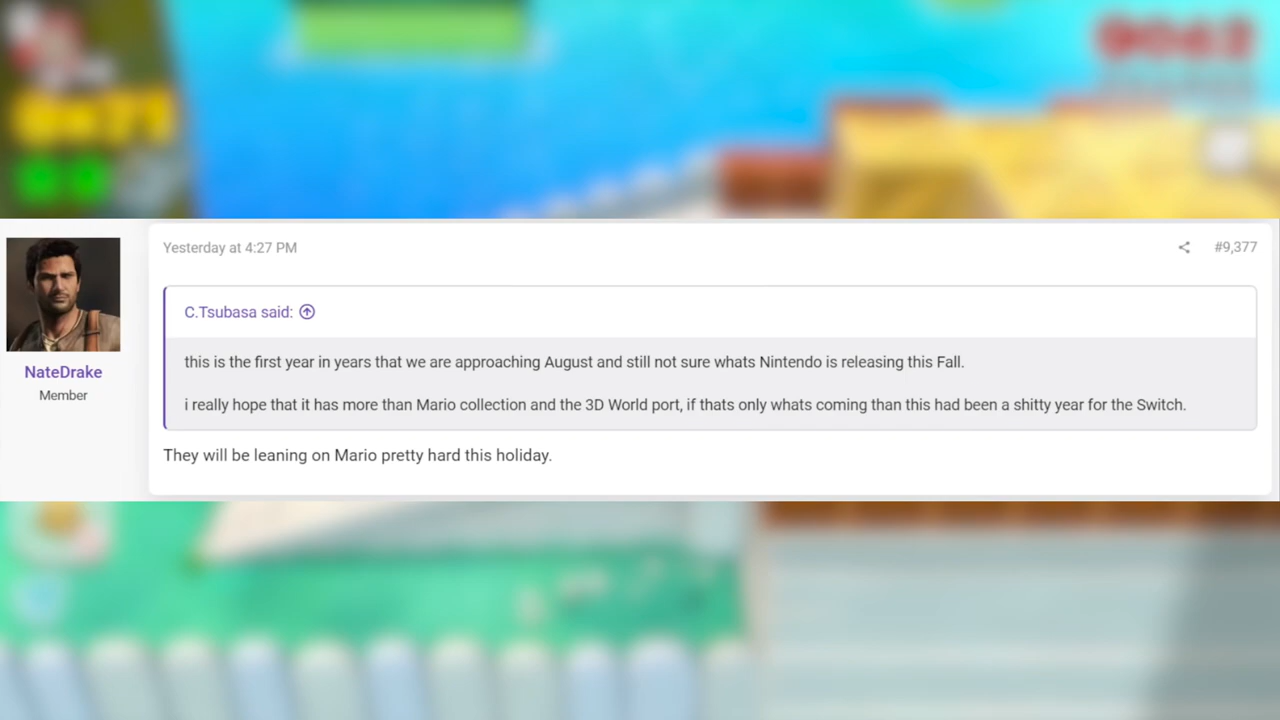 Yesterday at 4:27 PM
#9,377
C.Tsubasa said:
this is the first year in years that we are approaching August and still not sure whats Nintendo is releasing this Fall.
i really hope that it has more than Mario collection and the 3D World port, if thats only whats coming than this had been a shitty year for the Switch.
NateDrake
Member
They will be leaning on Mario pretty hard this holiday.